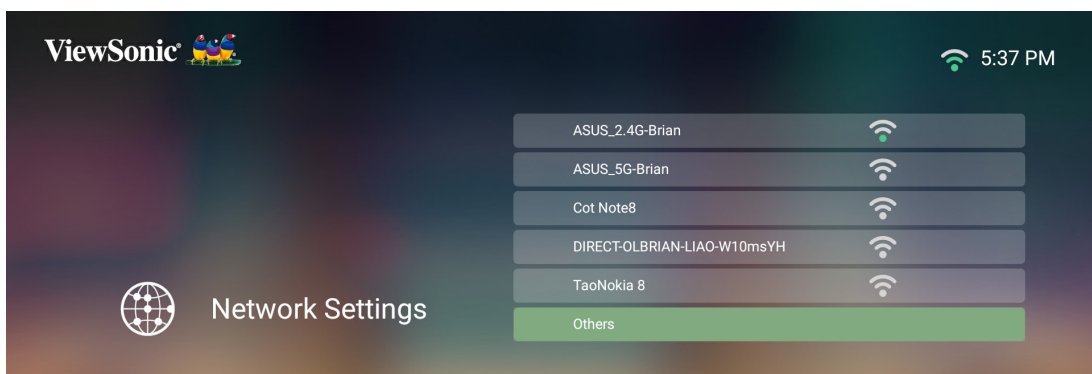 ViewSonic
5:37 PM
ASUS_2.4G-Brian
ASUS_5G-Brian
Cot Note8
DIRECT-OLBRIAN-LIAO-W10msYH
TaoNokia 8
Network Settings
Others